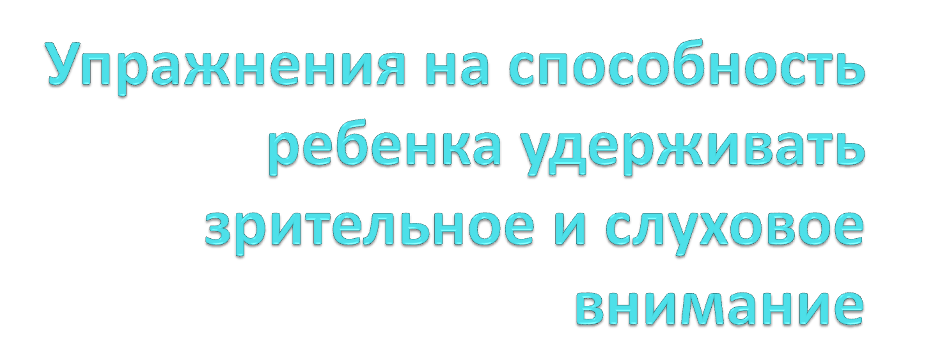 Упражнения на способность
ребенка удерживать
зрительное и слуховое
внимание